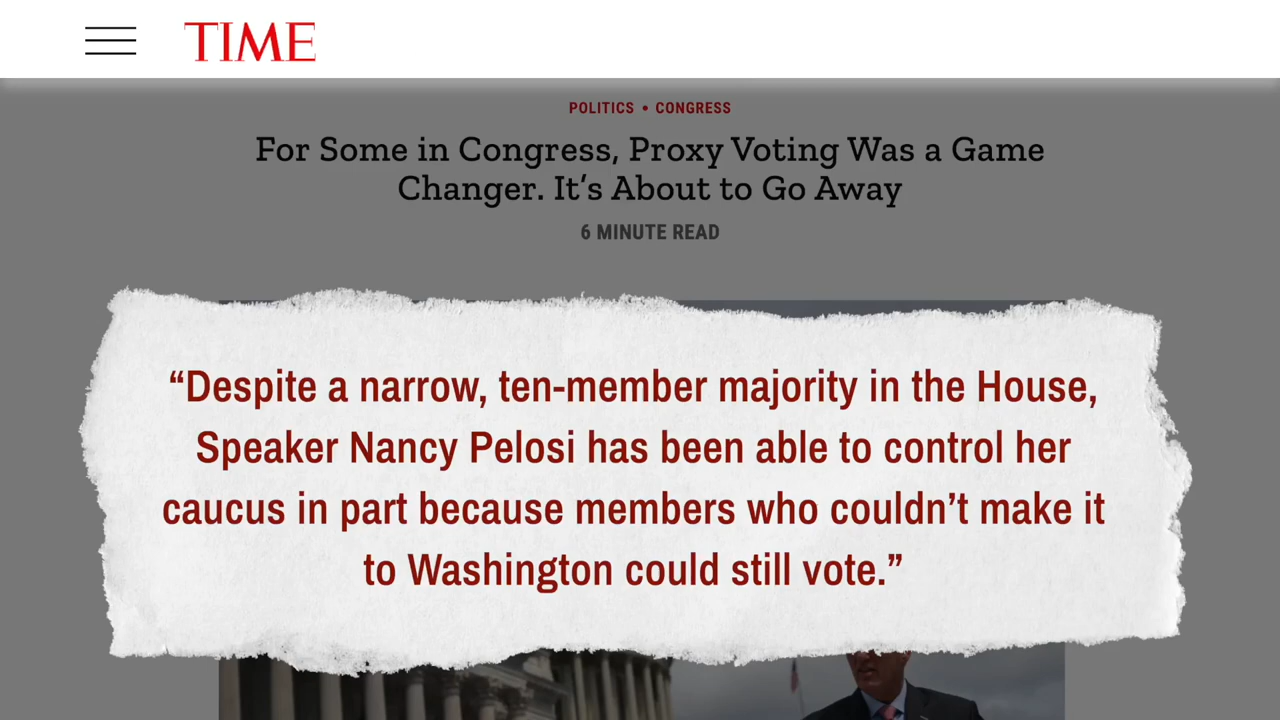 TIME
POLITICS • CONGRESS
For Some in Congress, Proxy Voting Was a Game
Changer. It’s About to Go Away
6 MINUTE READ
“Despite a narrow, ten-member majority in the House,
Speaker Nancy Pelosi has been able to control her
caucus in part because members who couldn’t make it
to Washington could still vote.”